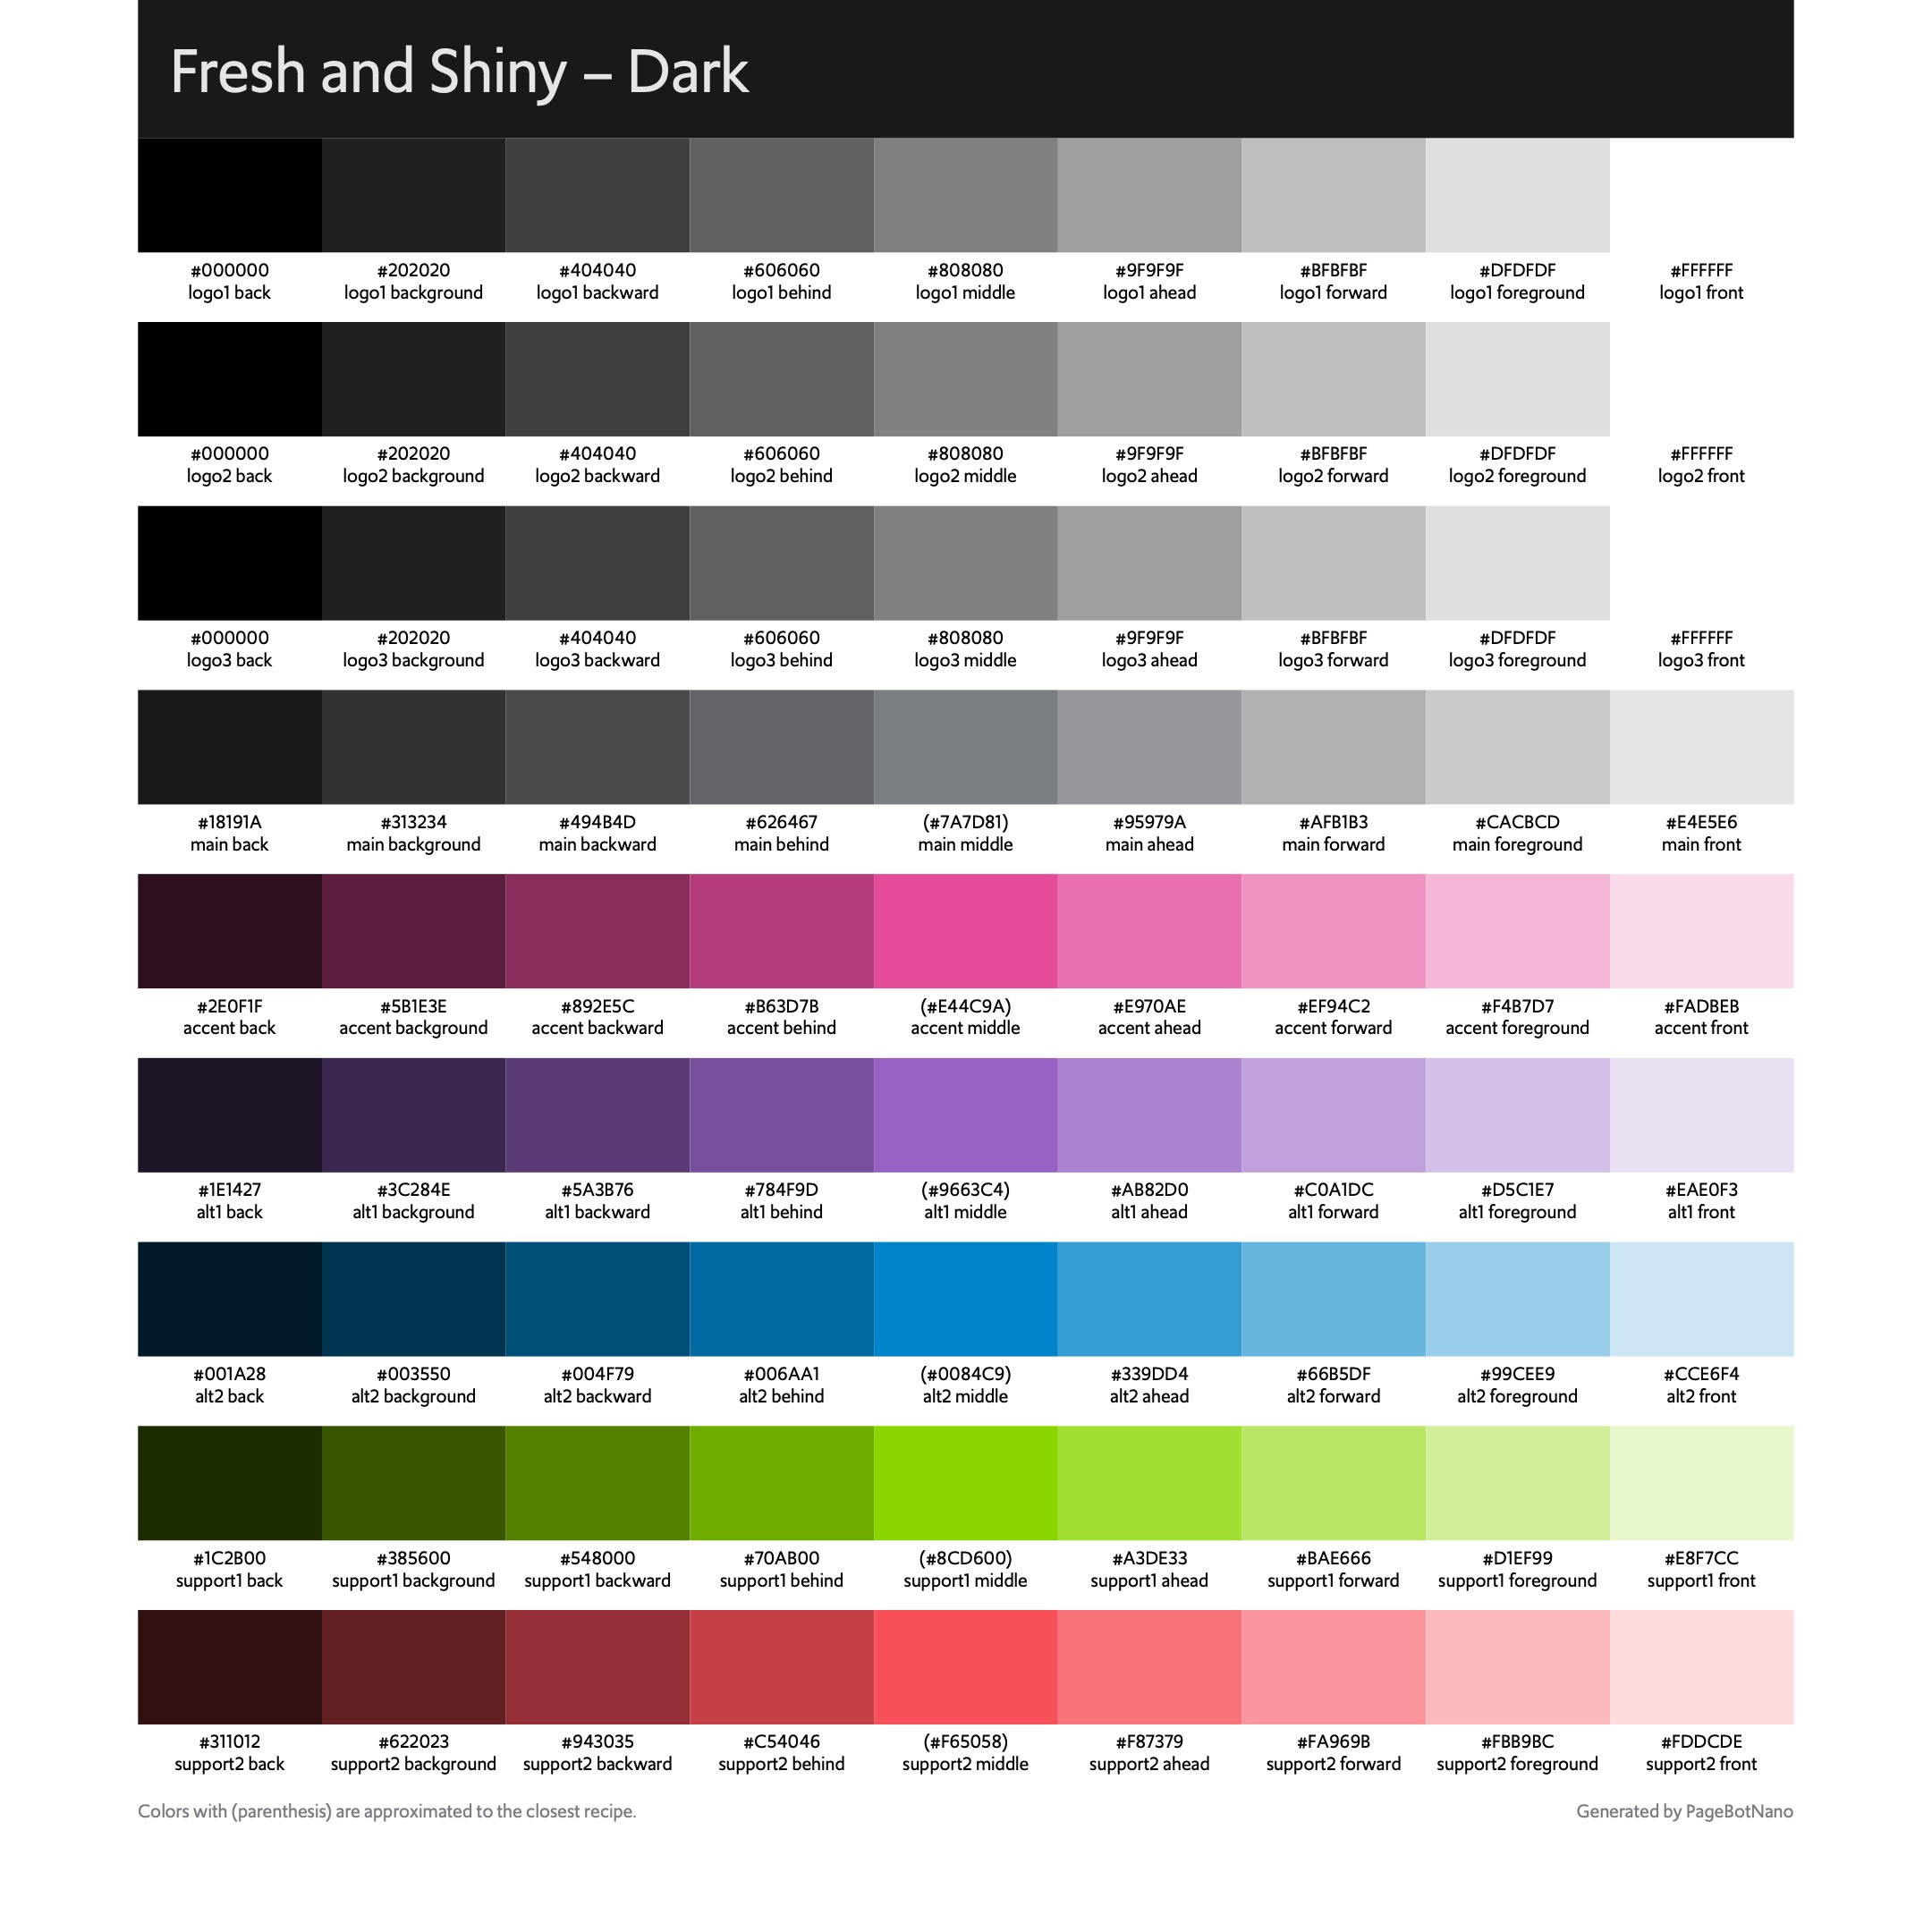 Fresh and Shiny – Dark
#000000 #202020 #404040 #606060 #808080 #9F9F9F #BFBFBF #DFDFDF #FFFFFF
logo1 back logo1 background logo1 backward logo1 behind logo1 middle logo1 ahead logo1 forward logo1 foreground logo1 front
#000000 #202020 #404040 #606060 #808080 #9F9F9F #BFBFBF #DFDFDF #FFFFFF
logo2 back logo2 background logo2 backward logo2 behind logo2 middle logo2 ahead logo2 forward logo2 foreground logo2 front
#000000 #202020 #404040 #606060 #808080 #9F9F9F #BFBFBF #DFDFDF #FFFFFF
logo3 back logo3 background logo3 backward logo3 behind logo3 middle logo3 ahead logo3 forward logo3 foreground logo3 front
#18191A #313234 #494B4D #626467 (#7A7D81) #95979A #AFB1B3 #CACBCD #E4E5E6
main back main background main backward main behind main middle main ahead main forward main foreground main front
#2E0F1F #5B1E3E #892E5C #B63D7B (#E44C9A) #E970AE #EF94C2 #F4B7D7 #FADBEB
accent back accent background accent backward accent behind accent middle accent ahead accent forward accent foreground accent front
#1E1427 #3C284E #5A3B76 #784F9D (#9663C4) #AB82D0 #C0A1DC #D5C1E7 #EAE0F3
alt1 back alt1 background alt1 backward alt1 behind alt1 middle alt1 ahead alt1 forward alt1 foreground alt1 front
#001A28 #003550 #004F79 #006AA1 (#0084C9) #339DD4 #66B5DF #99CEE9 #CCE6F4
alt2 back alt2 background alt2 backward alt2 behind alt2 middle alt2 ahead alt2 forward alt2 foreground alt2 front
#1C2B00 #385600 #548000 #70AB00 (#8CD600) #A3DE33 #BAE666 #D1EF99 #E8F7CC
support1 back support1 background support1 backward support1 behind support1 middle support1 ahead support1 forward support1 foreground support1 front
#311012 #622023 #943035 #C54046 (#F65058) #F87379 #FA969B #FBB9BC #FDDCDE
support2 back support2 background support2 backward support2 behind support2 middle support2 ahead support2 forward support2 foreground support2 front
Colors with (parenthesis) are approximated to the closest recipe. Generated by PageBotNano